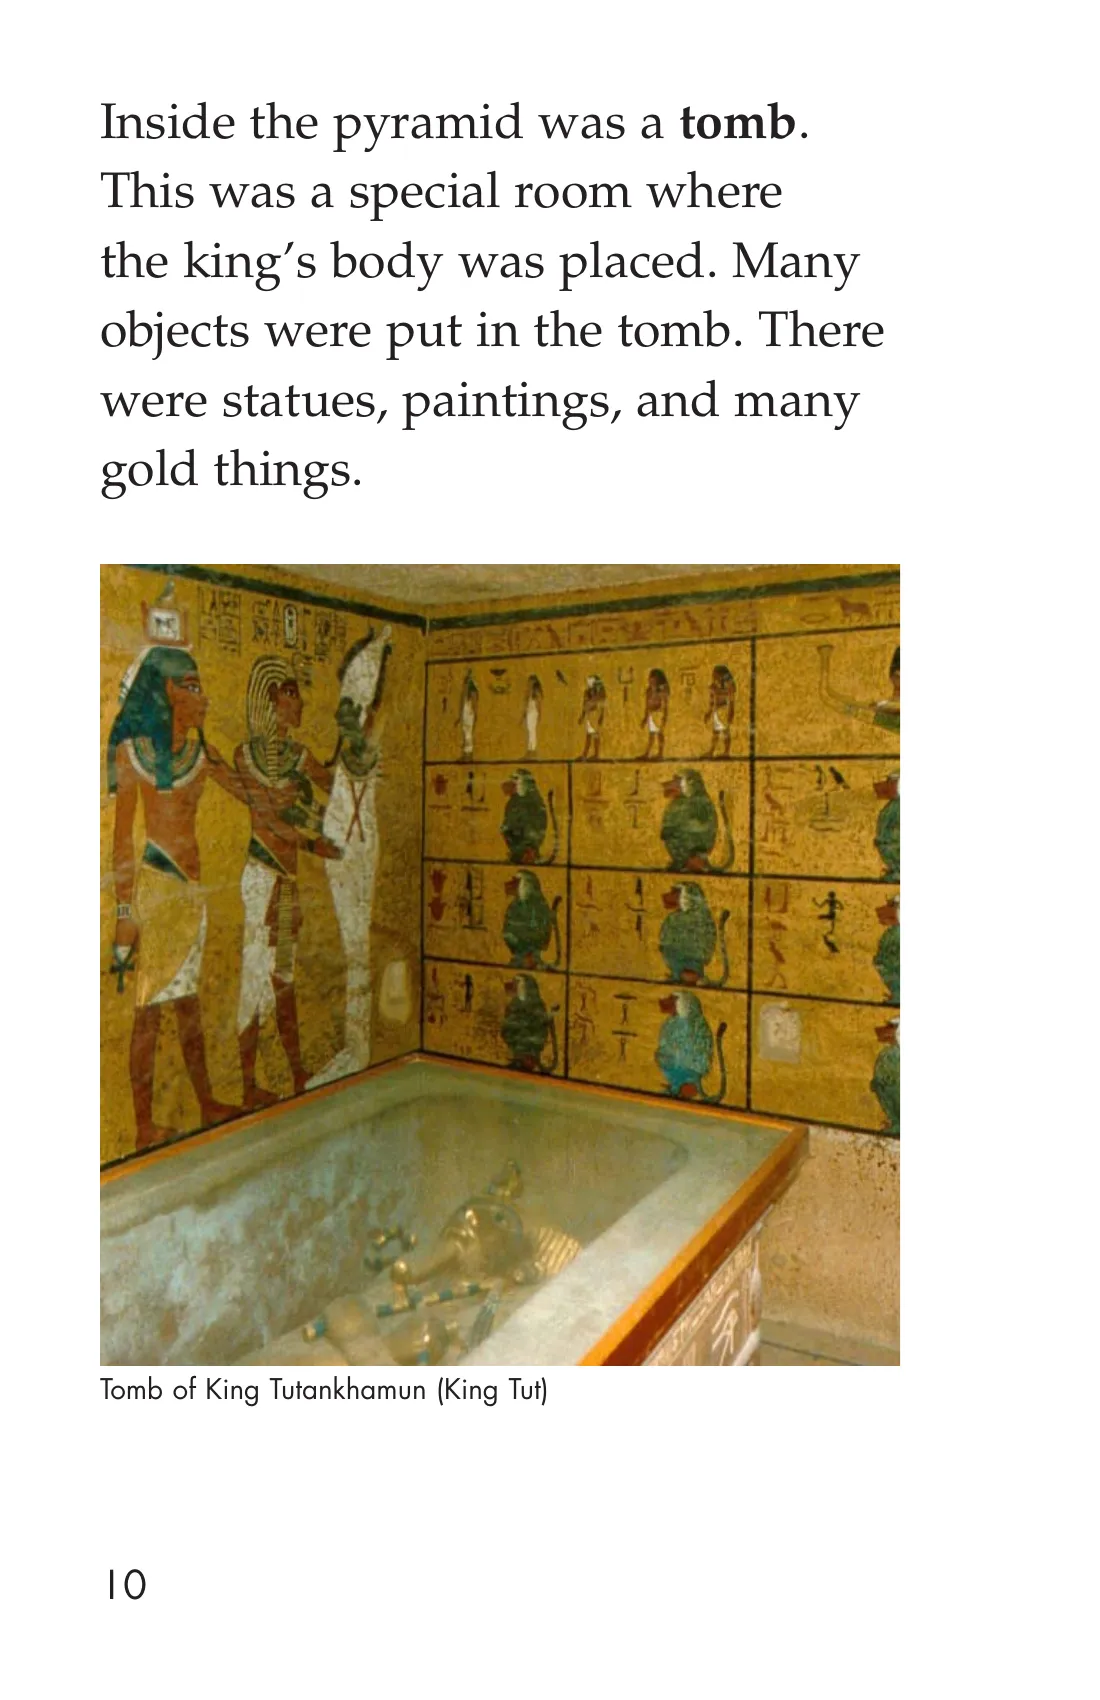 Inside the pyramid was a tomb.
This was a special room where
the king’s body was placed. Many
objects were put in the tomb. There
were statues, paintings, and many
gold things.
Tomb of King Tutankhamun (King Tut)
10